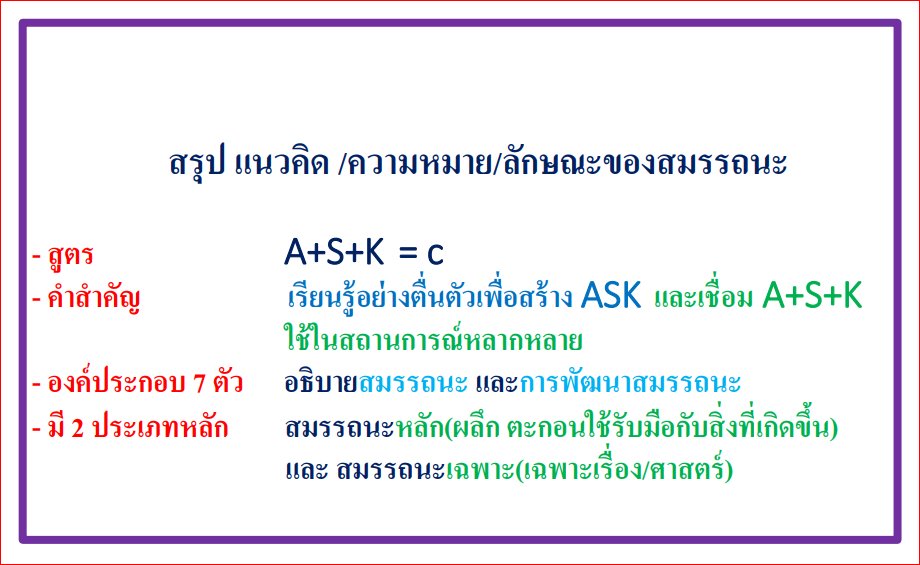 สรุป แนวคิด /ความหมาย/ลักษณะของสมรรถนะ
- สูตร A+S+K = c
- คำสำคัญ เรียนรู้อย่างตื่นตัวเพื่อสร้าง ASK และเชื่อม A+S+K
ใช้ในสถานการณ์หลากหลาย
- องค์ประกอบ 7 ตัว อธิบายสมรรถนะ และการพัฒนาสมรรถนะ
- มี 2 ประเภทหลัก สมรรถนะหลัก(ผลึก ตะกอนใช้รับมือกับสิ่งที่เกิดขึ้น)
และ สมรรถนะเฉพาะ(เฉพาะเรื่อง/ศาสตร์)